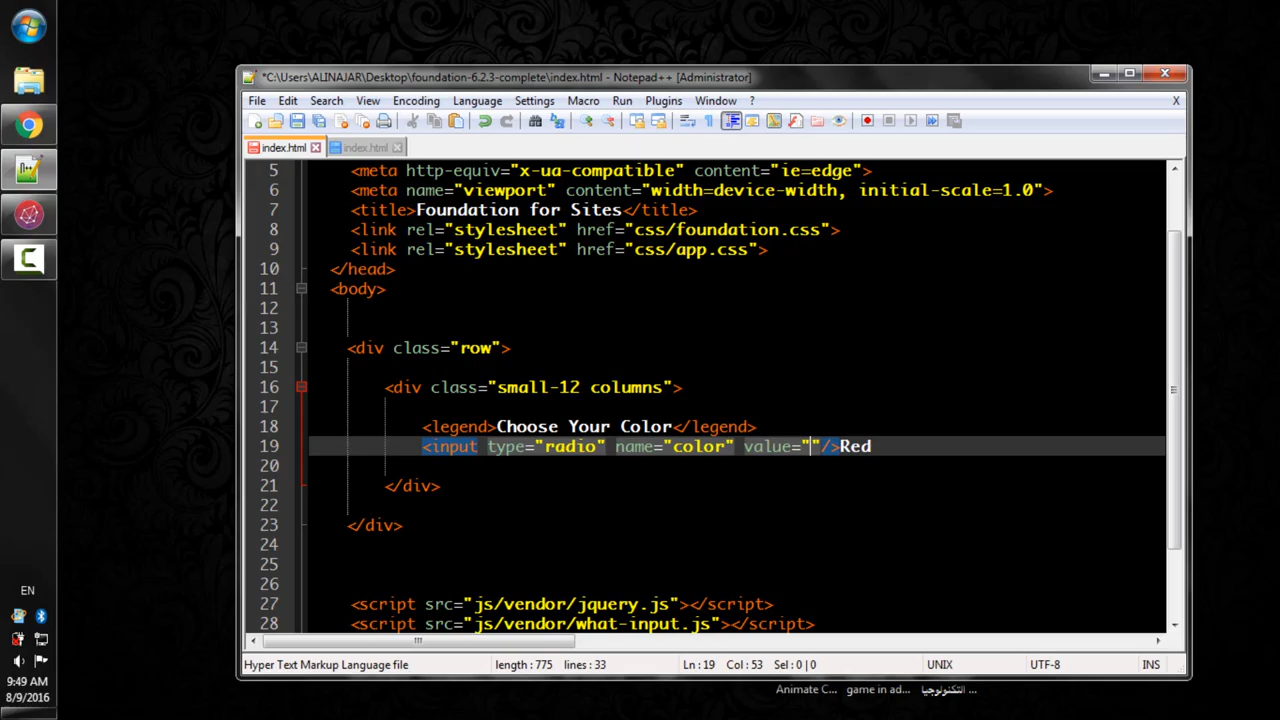 *C:\Users\ALINAJAR\Desktop\foundation-6.2.3-complete\index.html - Notepad++ [Administrator]
File Edit Search View Encoding Language Settings Macro Run Plugins Window ? X
index.html index.html
5 <meta http-equiv="x-ua-compatible" content="ie=edge">
6 <meta name="viewport" content="width=device-width, initial-scale=1.0">
7 <title>Foundation for Sites</title>
8 <link rel="stylesheet" href="css/foundation.css">
9 <link rel="stylesheet" href="css/app.css">
10 </head>
11 <body>
12
13
14 <div class="row">
15
16 <div class="small-12 columns">
17
18 <legend>Choose Your Color</legend>
19 <input type="radio" name="color" value=""/>Red
20
21 </div>
22
23 </div>
24
25
26
27 <script src="js/vendor/jquery.js"></script>
28 <script src="js/vendor/what-input.js"></script>
Hyper Text Markup Language file length : 775 lines : 33 Ln : 19 Col : 53 Sel : 0 | 0 UNIX UTF-8 INS
Animate C... game in ad... التكنولوجيا ...
EN
9:49 AM
8/9/2016